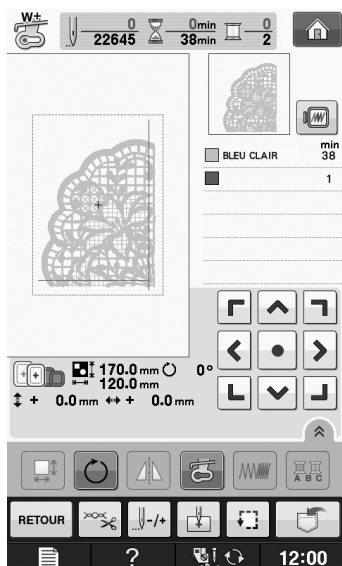 W±
0 0min 0
22645 38min 2
min
BLEU CLAIR 38
1
170.0 mm 0°
120.0 mm
+ 0.0 mm + 0.0 mm
A B C
RETOUR -/+
? 12:00